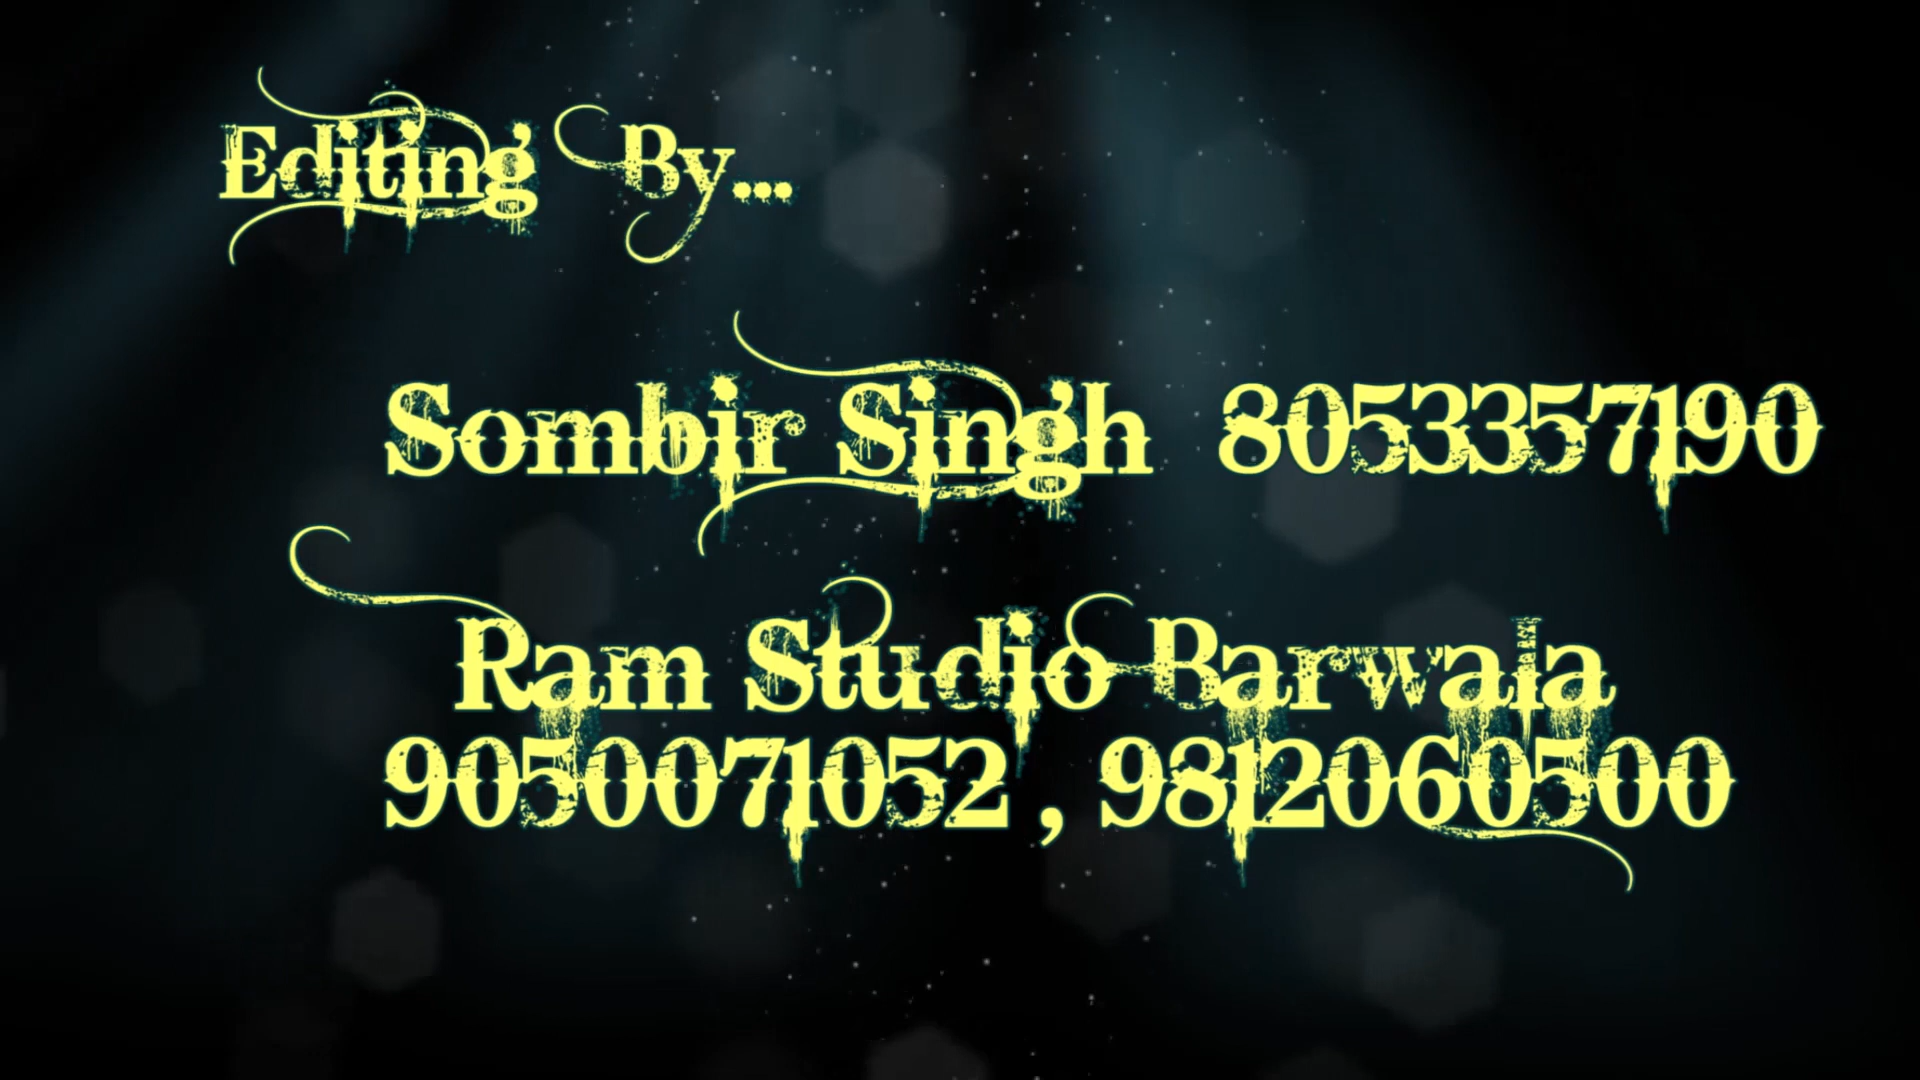 Editing By...
Sombir Singh 8053357190
Ram Studio Barwala
9050071052 , 9812060500